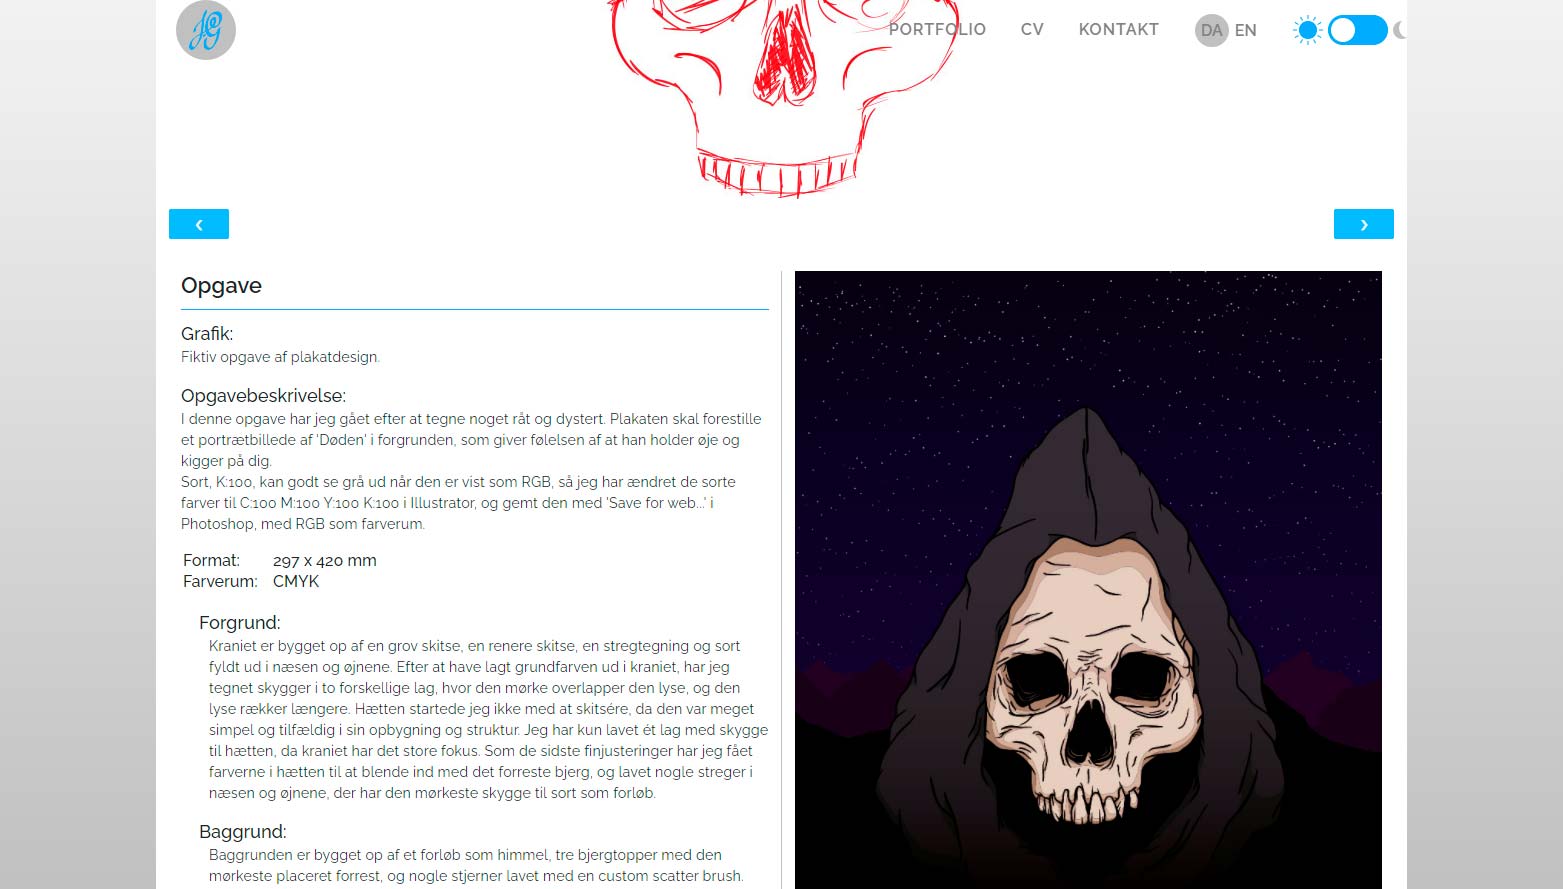 JG
PORTFOLIO CV KONTAKT DA EN
Opgave
Grafik:
Fiktiv opgave af plakatdesign.
Opgavebeskrivelse:
I denne opgave har jeg gået efter at tegne noget råt og dystert. Plakaten skal forestille
et portrætbillede af 'Døden' i forgrunden, som giver følelsen af at han holder øje og
kigger på dig.
Sort, K:100, kan godt se grå ud når den er vist som RGB, så jeg har ændret de sorte
farver til C:100 M:100 Y:100 K:100 i Illustrator, og gemt den med 'Save for web...' i
Photoshop, med RGB som farverum.
Format: 297 x 420 mm
Farverum: CMYK
Forgrund:
Kraniet er bygget op af en grov skitse, en renere skitse, en stregtegning og sort
fyldt ud i næsen og øjnene. Efter at have lagt grundfarven ud i kraniet, har jeg
tegnet skygger i to forskellige lag, hvor den mørke overlapper den lyse, og den
lyse rækker længere. Hætten startede jeg ikke med at skitsére, da den var meget
simpel og tilfældig i sin opbygning og struktur. Jeg har kun lavet ét lag med skygge
til hætten, da kraniet har det store fokus. Som de sidste finjusteringer har jeg fået
farverne i hætten til at blende ind med det forreste bjerg, og lavet nogle streger i
næsen og øjnene, der har den mørkeste skygge til sort som forløb.
Baggrund:
Baggrunden er bygget op af et forløb som himmel, tre bjergtopper med den
mørkeste placeret forrest, og nogle stjerner lavet med en custom scatter brush.